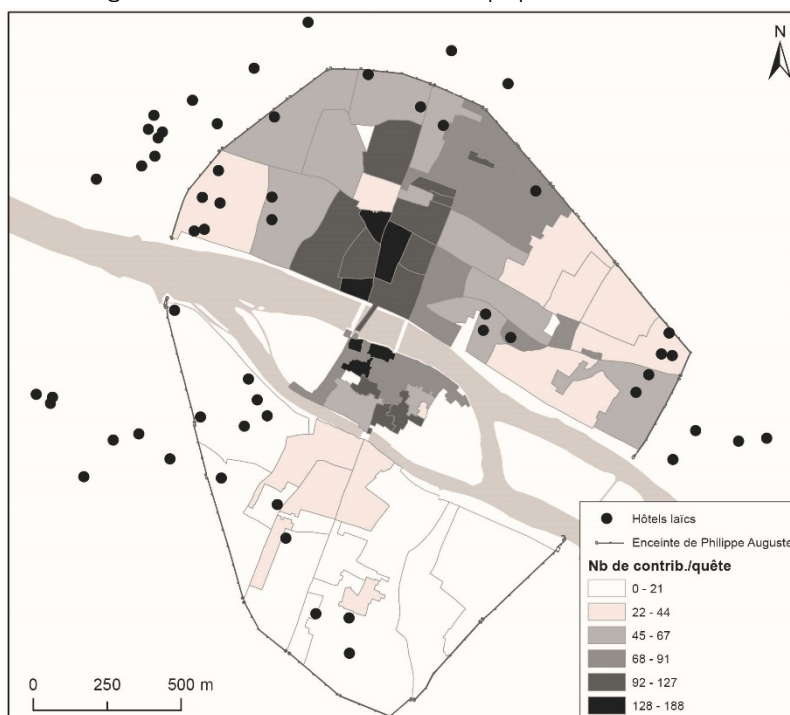 N
Hôtels laïcs
Enceinte de Philippe Auguste
Nb de contrib./quête
0 - 21
22 - 44
45 - 67
68 - 91
92 - 127
128 - 188
0 250 500 m